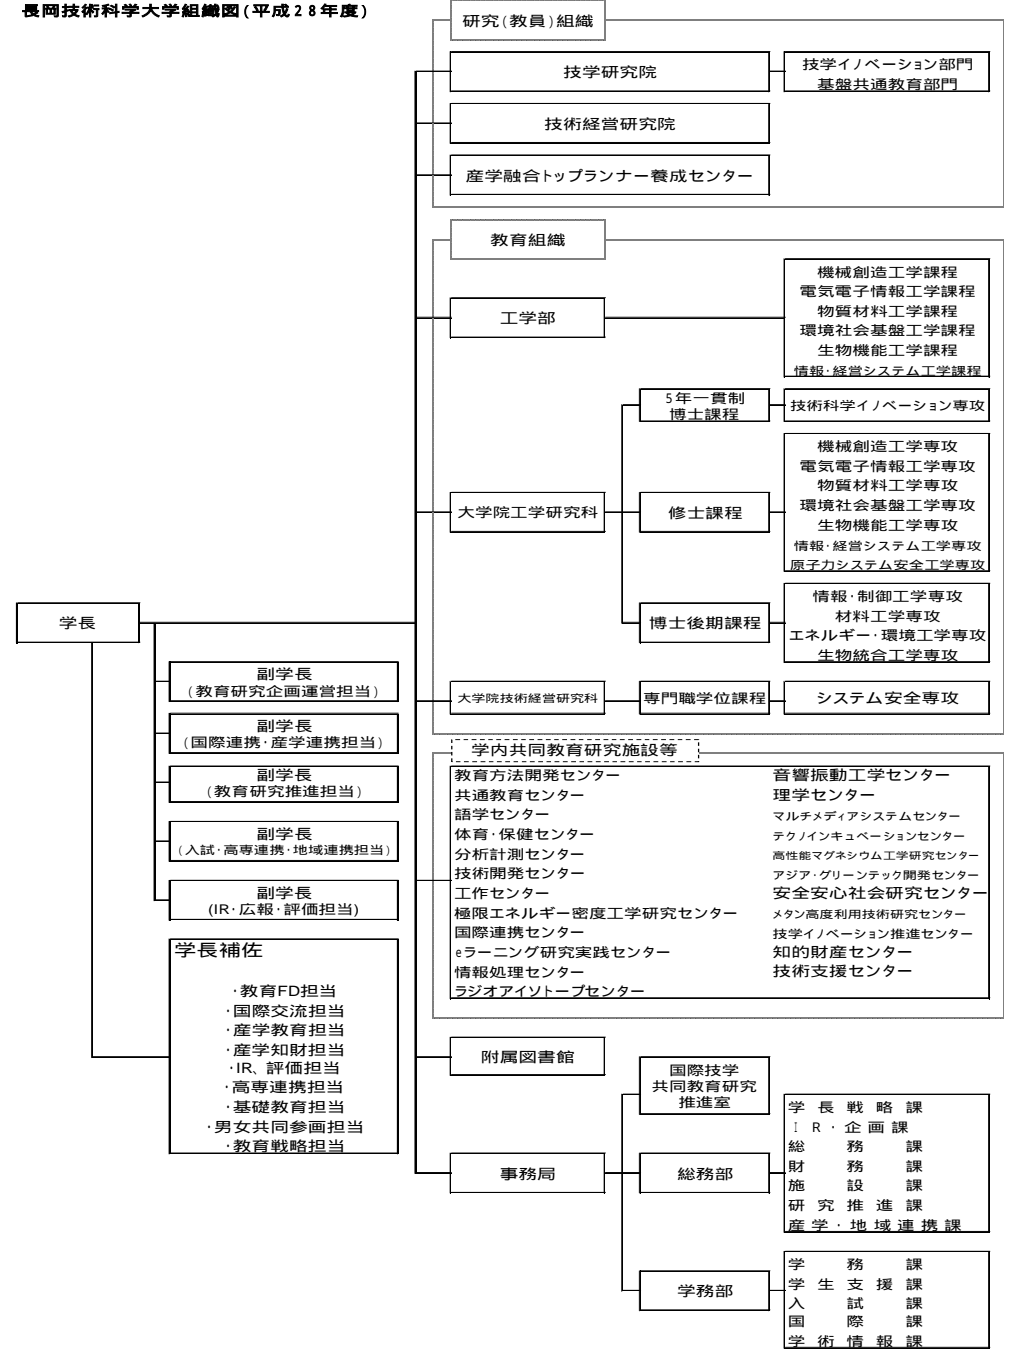 長岡技術科学大学組織図(平成28年度)
研究(教員)組織
技学研究院
技学イノベーション部門
基盤共通教育部門
技術経営研究院
産学融合トップランナー養成センター
教育組織
工学部
機械創造工学課程
電気電子情報工学課程
物質材料工学課程
環境社会基盤工学課程
生物機能工学課程
情報・経営システム工学課程
大学院工学研究科
5年一貫制
博士課程
技術科学イノベーション専攻
修士課程
機械創造工学専攻
電気電子情報工学専攻
物質材料工学専攻
環境社会基盤工学専攻
生物機能工学専攻
情報・経営システム工学専攻
原子力システム安全工学専攻
博士後期課程
情報・制御工学専攻
材料工学専攻
エネルギー・環境工学専攻
生物統合工学専攻
大学院技術経営研究科
専門職学位課程
システム安全専攻
学長
副学長
(教育研究企画運営担当)
副学長
(国際連携・産学連携担当)
副学長
(教育研究推進担当)
副学長
(入試・高専連携・地域連携担当)
副学長
(IR・広報・評価担当)
学長補佐
・教育FD担当
・国際交流担当
・産学教育担当
・産学知財担当
・IR、評価担当
・高専連携担当
・基礎教育担当
・男女共同参画担当
・教育戦略担当
学内共同教育研究施設等
教育方法開発センター
共通教育センター
語学センター
体育・保健センター
分析計測センター
技術開発センター
工作センター
極限エネルギー密度工学研究センター
国際連携センター
eラーニング研究実践センター
情報処理センター
ラジオアイソトープセンター
音響振動工学センター
理学センター
マルチメディアシステムセンター
テクノインキュベーションセンター
高性能マグネシウム工学研究センター
アジア・グリーンテック開発センター
安全安心社会研究センター
メタン高度利用技術研究センター
技学イノベーション推進センター
知的財産センター
技術支援センター
附属図書館
事務局
国際技学
共同教育研究
推進室
総務部
学長戦略課
IR・企画課
総務課
財務課
施設課
研究推進課
産学・地域連携課
学務部
学務課
学生支援課
入試課
国際課
学術情報課